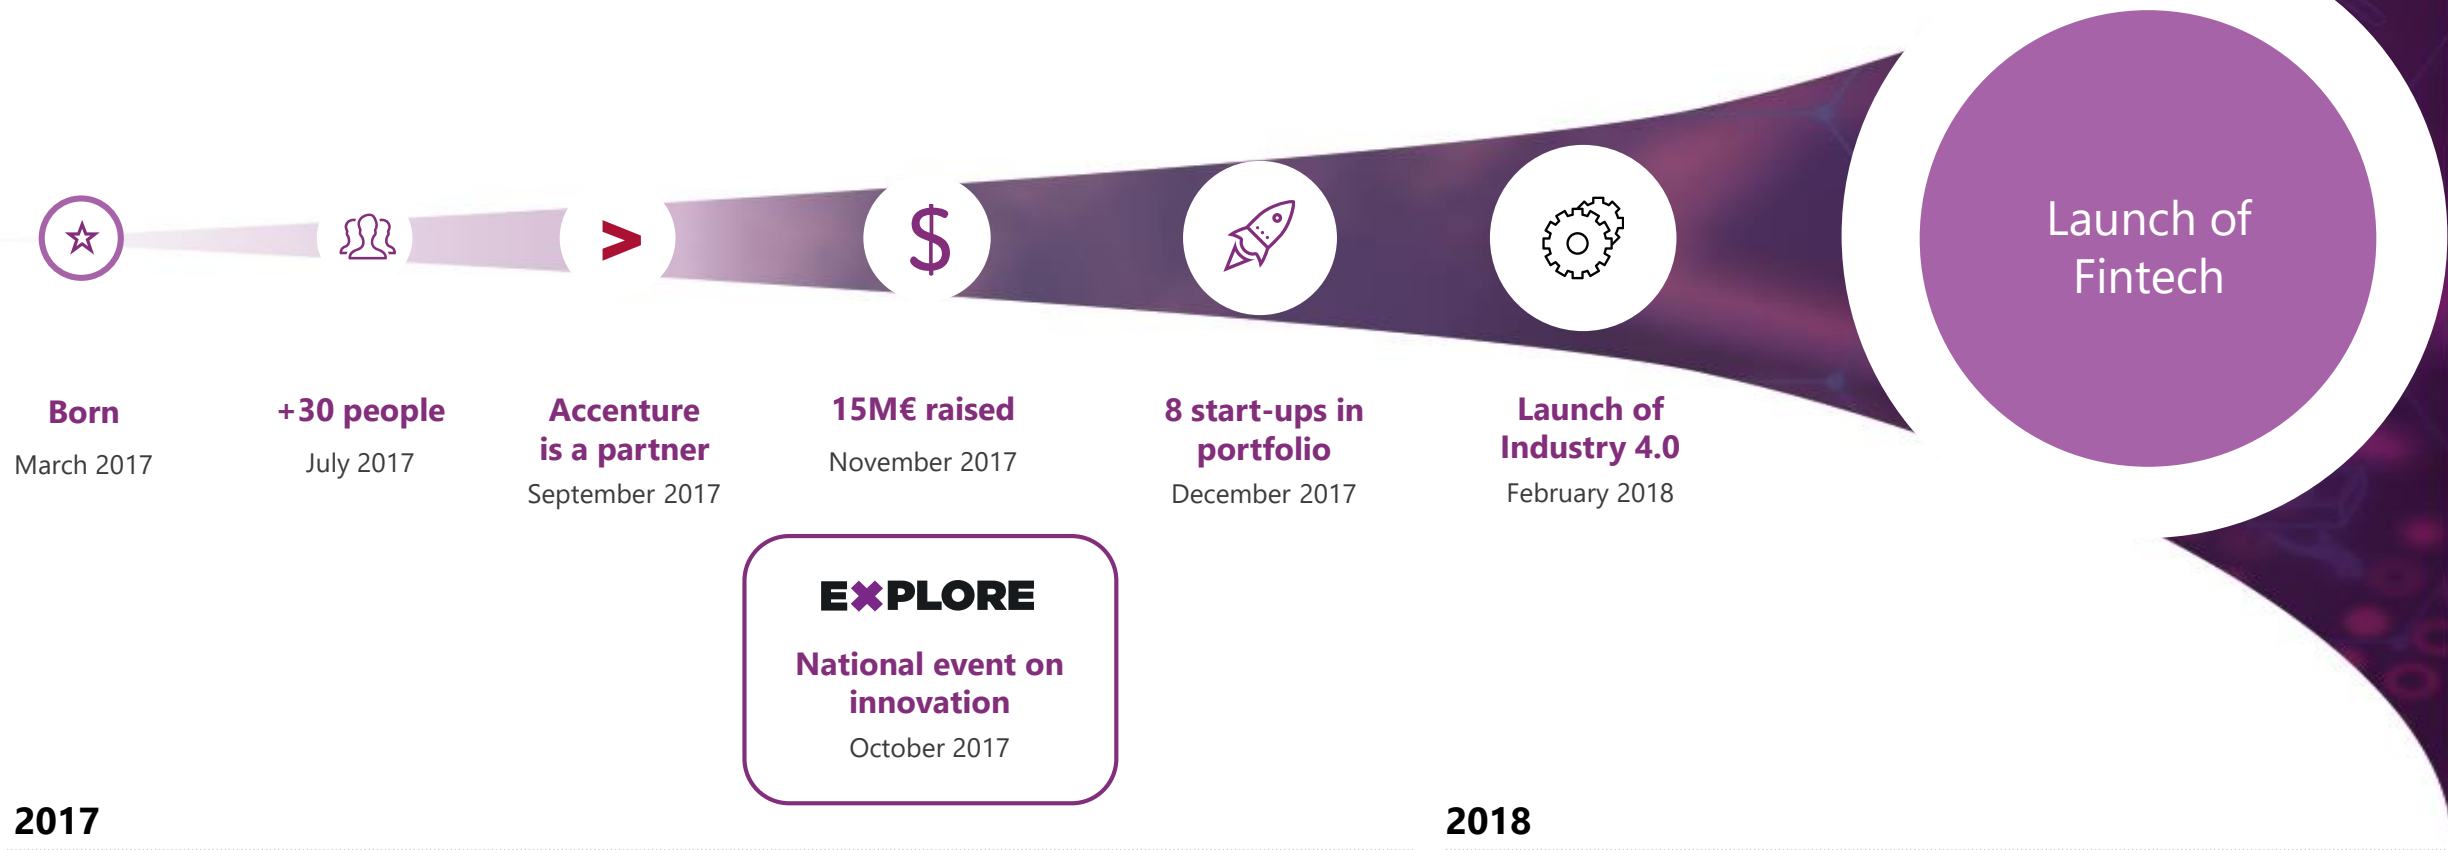 Launch of
Fintech
>
$
Born
March 2017
+30 people
July 2017
Accenture
is a partner
September 2017
15M€ raised
November 2017
8 start-ups in
portfolio
December 2017
Launch of
Industry 4.0
February 2018
EXPLORE
National event on
innovation
October 2017
2017
2018